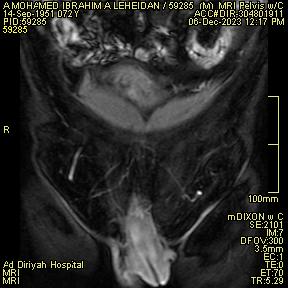 A MOHAMED IBRAHIM A LEHEIDAN / 59285 (M) MRI Pelvis w/C
14-Sep-1951 072Y ACC#DIR-304801911
PID:59285 06-Dec-2023 12:17 PM
59285
R
100mm
mDIXON w C
SE:2101
IM:7
DFOV:300
3.5mm
Ad Diriyah Hospital EC:1
MRI TE:0
MRI ET:70
TR:5.29